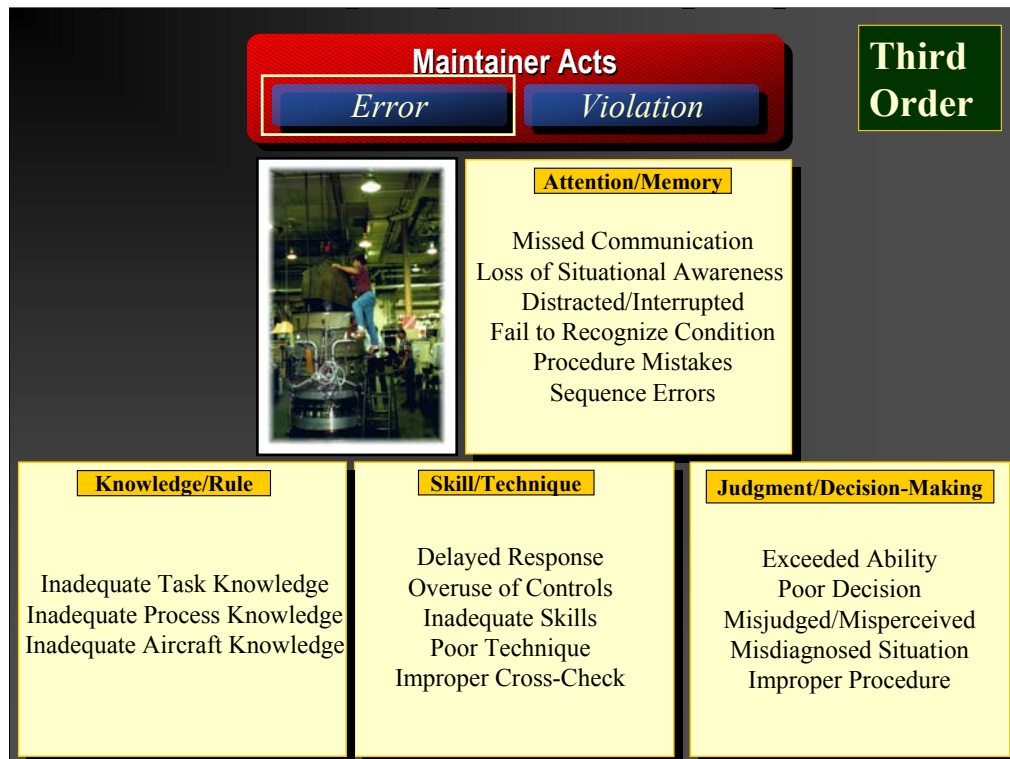 Maintainer Acts
Error
Violation
Third
Order
Attention/Memory
Missed Communication
Loss of Situational Awareness
Distracted/Interrupted
Fail to Recognize Condition
Procedure Mistakes
Sequence Errors
Knowledge/Rule
Inadequate Task Knowledge
Inadequate Process Knowledge
Inadequate Aircraft Knowledge
Skill/Technique
Delayed Response
Overuse of Controls
Inadequate Skills
Poor Technique
Improper Cross-Check
Judgment/Decision-Making
Exceeded Ability
Poor Decision
Misjudged/Misperceived
Misdiagnosed Situation
Improper Procedure